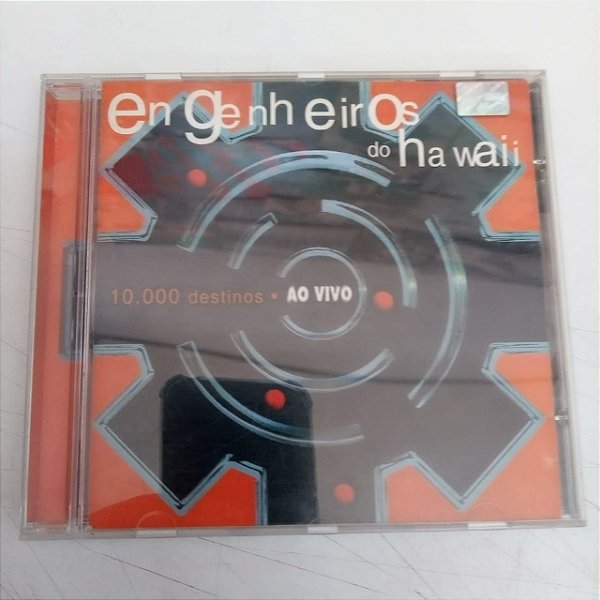 engenheiros
do hawaii
10.000 destinos • AO VIVO